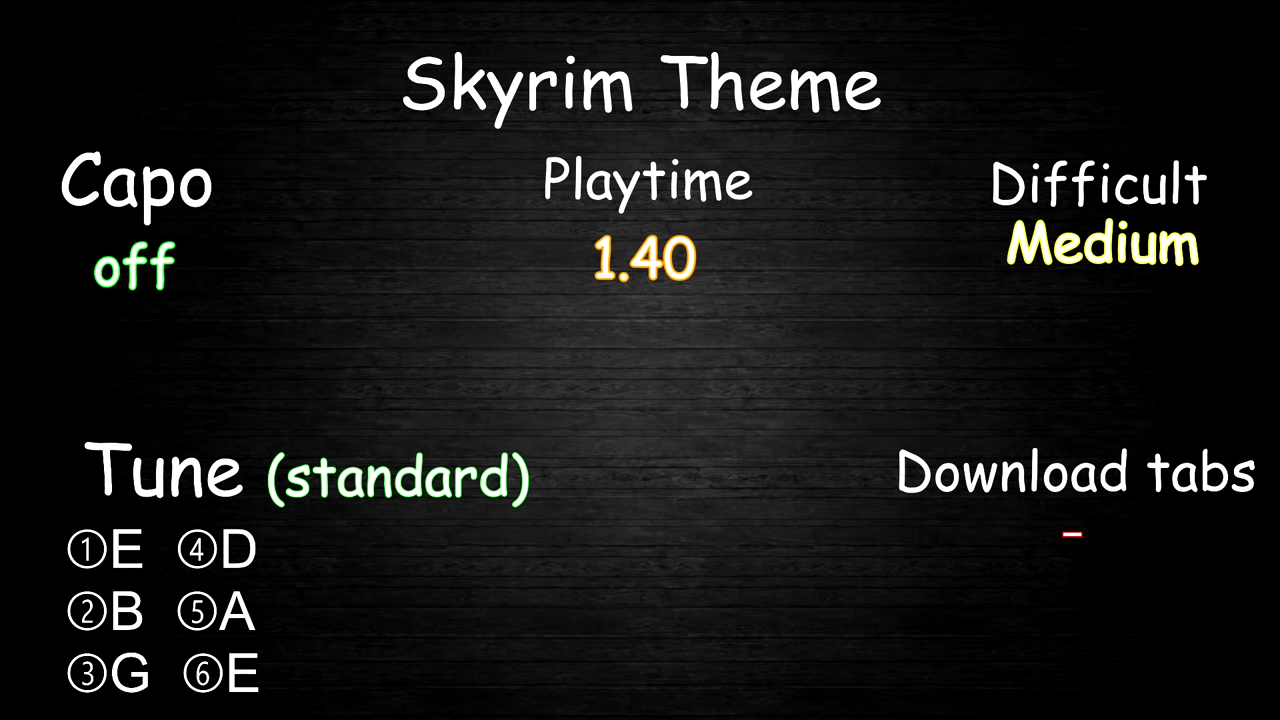 Skyrim Theme
Capo
off
Playtime
1.40
Difficult
Medium
Tune (standard)
①E ④D
②B ⑤A
③G ⑥E
Download tabs
-